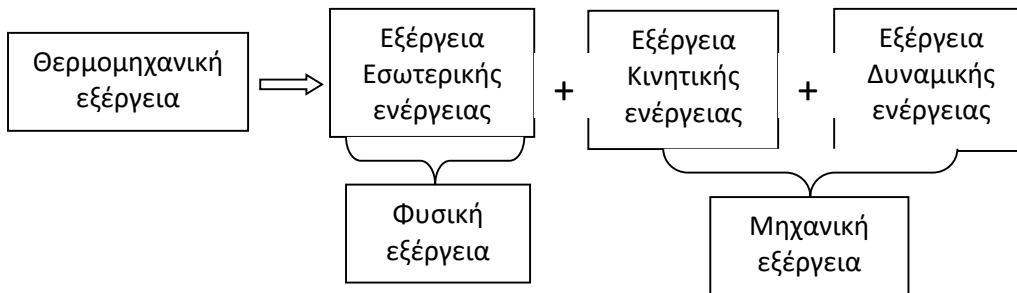 Θερμομηχανική
εξέργεια
Εξέργεια
Εσωτερικής
ενέργειας
+
Εξέργεια
Κινητικής
ενέργειας
+
Εξέργεια
Δυναμικής
ενέργειας
Φυσική
εξέργεια
Μηχανική
εξέργεια